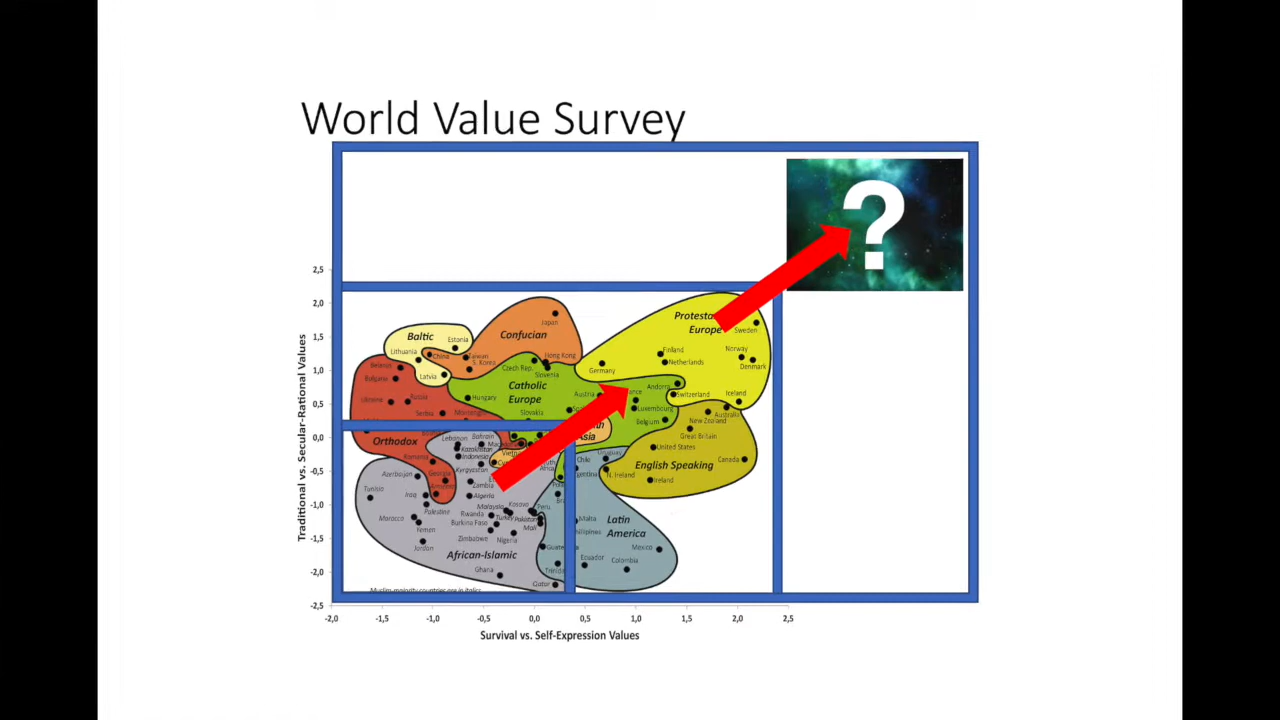 World Value Survey
?
Traditional vs. Secular-Rational Values
2,5
2,0
1,5
1,0
0,5
0,0
-0,5
-1,0
-1,5
-2,0
-2,5
Japan
Confucian
Baltic
Estonia
Lithuania
China
Taiwan
S. Korea
Hong Kong
Latvia
Czech Rep.
Slovenia
Europe
Sweden
Finland
Netherlands
Norway
Denmark
Germany
Andorra
Switzerland
Iceland
Belarus
Bulgaria
Ukraine
Russia
Serbia
Hungary
Catholic
Europe
Slovakia
Austria
Luxembourg
Belgium
New Zealand
Great Britain
United States
Canada
English Speaking
N. Ireland
Ireland
Orthodox
Romania
Georgia
Lebanon
Bahrain
Kazakhstan
Indonesia
Kyrgyzstan
Asia
Uruguay
Chile
Azerbaijan
Tunisia
Iraq
Palestine
Morocco
Yemen
Jordan
Zambia
Algeria
Malaysia
Kosovo
Peru
Rwanda
Turkey
Pakistan
Burkina Faso
Mali
Zimbabwe
Nigeria
African-Islamic
Ghana
Qatar
Malta
Latin
America
Mexico
Ecuador
Colombia
Muslim-majority countries are in italics
-2,0 -1,5 -1,0 -0,5 0,0 0,5 1,0 1,5 2,0 2,5
Survival vs. Self-Expression Values